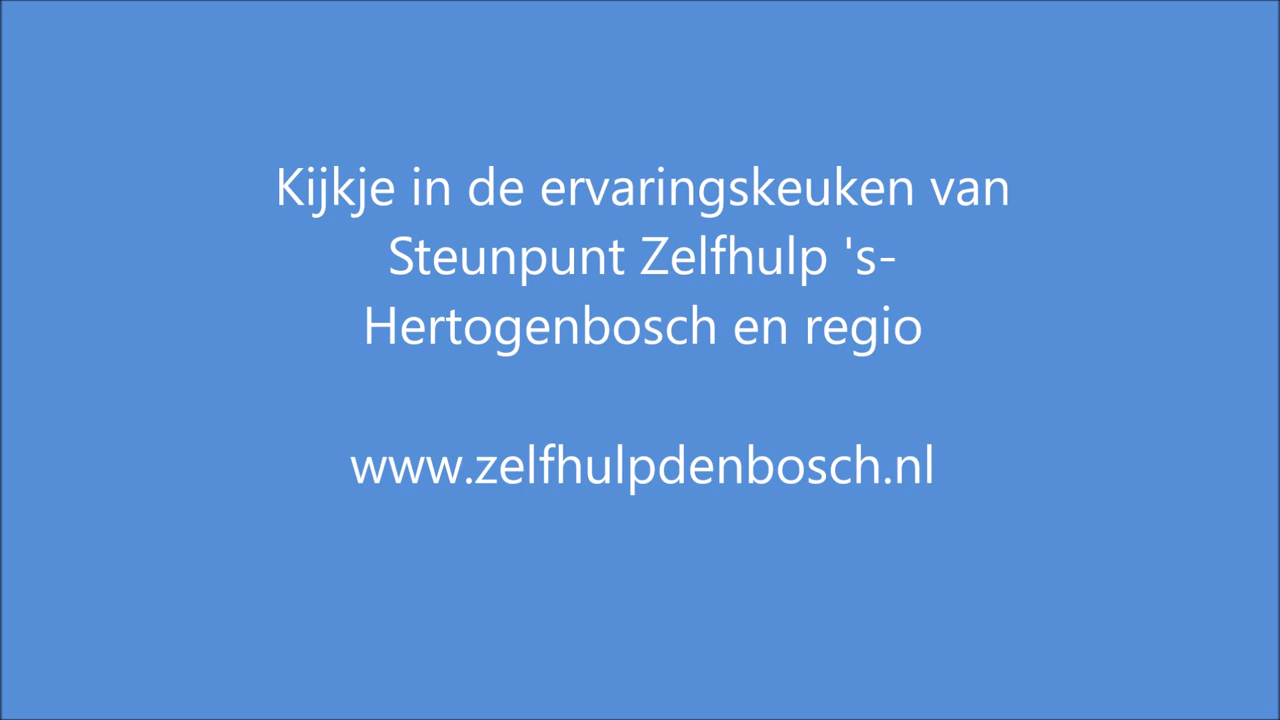 Kijkje in de ervaringskeuken van
Steunpunt Zelfhulp 's-
Hertogenbosch en regio
www.zelfhulpdenbosch.nl